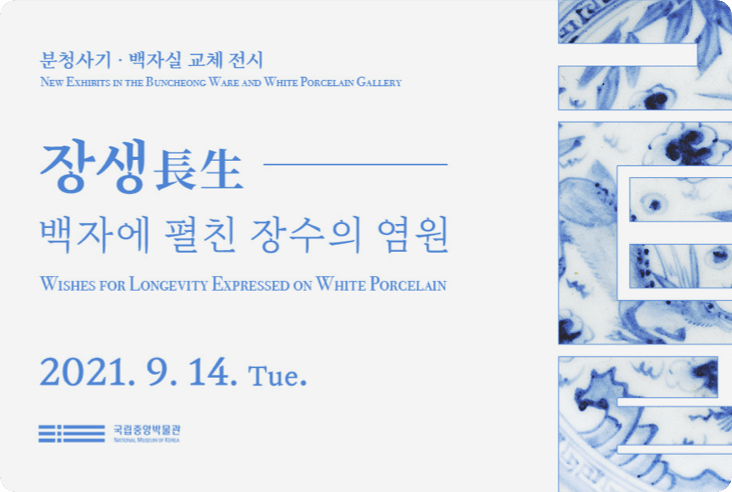 분청사기 · 백자실 교체 전시
New Exhibits in the Buncheong Ware and White Porcelain Gallery
장생長生
백자에 펼친 장수의 염원
Wishes for Longevity Expressed on White Porcelain
2021. 9. 14. Tue.
국립중앙박물관
National Museum of Korea